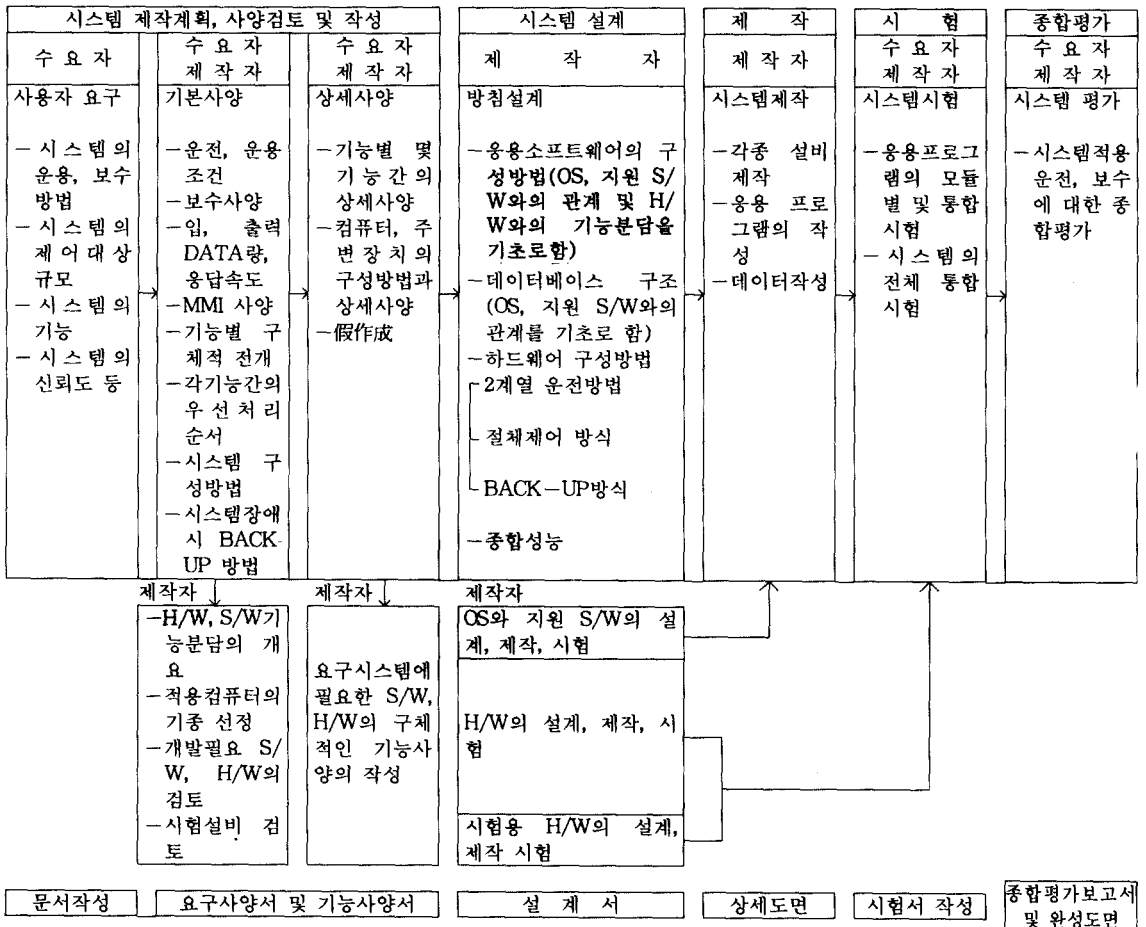 시스템 제작계획, 사양검토 및 작성
수 요 자
사용자 요구
－시스템의
운용, 보수
방법
－시스템의
제어대상
규모
－시스템의
기능
－시스템의
신뢰도 등
수 요 자
제 작 자
기본사양
－운전, 운용
조건
－보수사양
－입, 출력
DATA량,
응답속도
－MMI 사양
－기능별 구
체적 전개
－각기능간의
우선처리
순서
－시스템 구
성방법
－시스템장애
시 BACK-
UP 방법
수 요 자
제 작 자
상세사양
－기능별 몇
기능간의
상세사양
－컴퓨터, 주
변장치의
구성방법과
상세사양
－假作成
시스템 설계
제 작 자
방침설계
－응용소프트웨어의 구
성방법(OS, 지원 S/
W와의 관계 및 H/
W와의 기능분담을
기초로함)
－데이터베이스 구조
(OS, 지원 S/W와의
관계를 기초로 함)
－하드웨어 구성방법
2계열 운전방법
절체제어 방식
BACK－UP방식
－종합성능
제 작
제 작 자
시스템제작
－각종 설비
제작
－응용 프로
그램의 작
성
－데이터작성
시 험
수 요 자
제 작 자
시스템시험
－응용프로그
램의 모듈
별 및 통합
시험
－시스템의
전체 통합
시험
종합평가
수 요 자
제 작 자
시스템 평가
－시스템적용
운전, 보수
에 대한 종
합평가
제작자
－H/W, S/W기
능분담의 개
요
－적용컴퓨터의
기종 선정
－개발필요 S/
W, H/W의
검토
－시험설비 검
토
제작자
요구시스템에
필요한 S/W,
H/W의 구체
적인 기능사
양의 작성
제작자
OS와 지원 S/W의 설
계, 제작, 시험
H/W의 설계, 제작, 시
험
시험용 H/W의 설계,
제작 시험
문서작성
요구사양서 및 기능사양서
설 계 서
상세도면
시험서 작성
종합평가보고서
및 완성도면